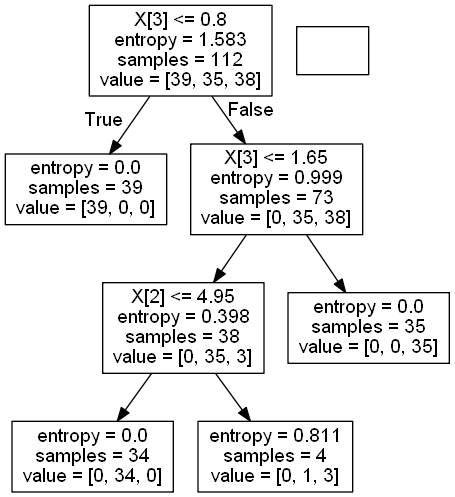 X[3] <= 0.8
entropy = 1.583
samples = 112
value = [39, 35, 38]
True
False
entropy = 0.0
samples = 39
value = [39, 0, 0]
X[3] <= 1.65
entropy = 0.999
samples = 73
value = [0, 35, 38]
X[2] <= 4.95
entropy = 0.398
samples = 38
value = [0, 35, 3]
entropy = 0.0
samples = 35
value = [0, 0, 35]
entropy = 0.0
samples = 34
value = [0, 34, 0]
entropy = 0.811
samples = 4
value = [0, 1, 3]